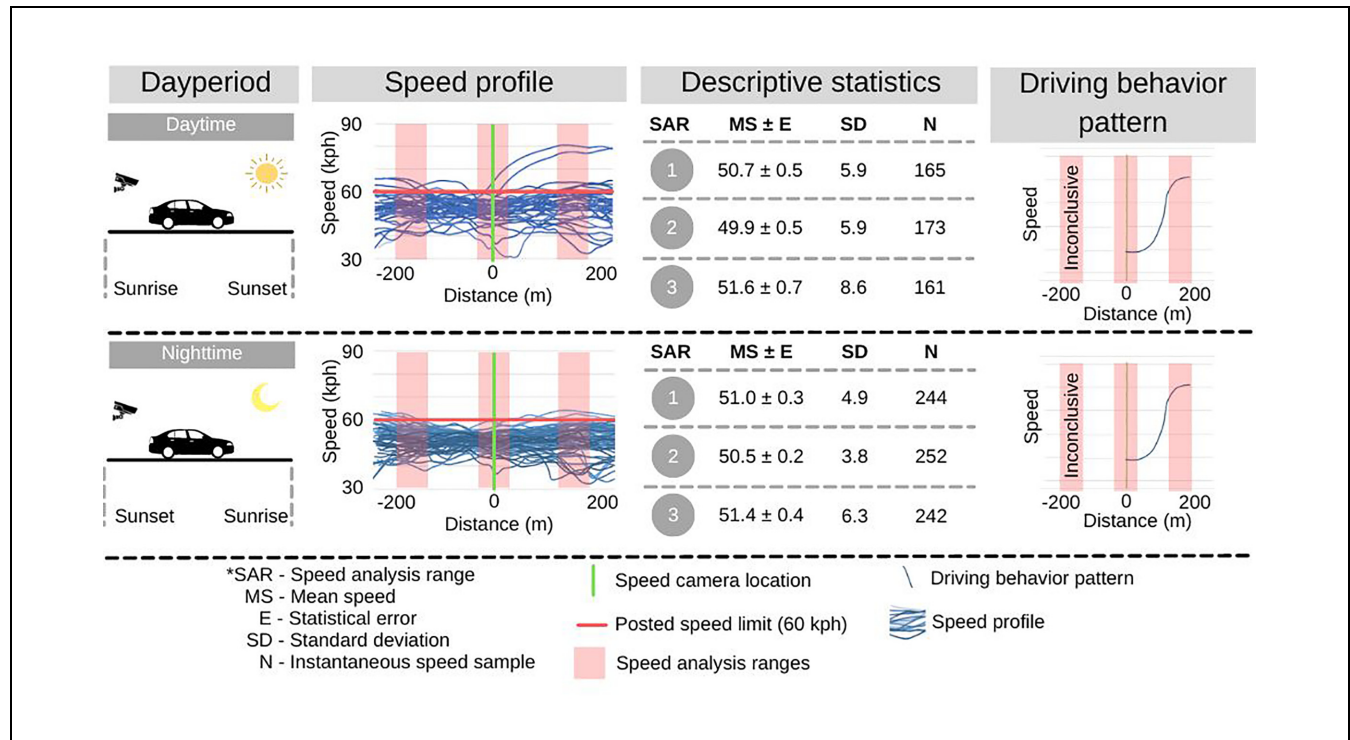 Dayperiod
Speed profile
Descriptive statistics
Driving behavior
pattern
Daytime
Sunrise
Sunset
90
60
30
Speed (kph)
-200
0
200
Distance (m)
SAR MS ± E SD N
1 50.7 ± 0.5 5.9 165
2 49.9 ± 0.5 5.9 173
3 51.6 ± 0.7 8.6 161
Speed
Inconclusive
-200
0
200
Distance (m)
Nighttime
Sunset
Sunrise
90
60
30
Speed (kph)
-200
0
200
Distance (m)
SAR MS ± E SD N
1 51.0 ± 0.3 4.9 244
2 50.5 ± 0.2 3.8 252
3 51.4 ± 0.4 6.3 242
Speed
Inconclusive
-200
0
200
Distance (m)
*SAR - Speed analysis range
MS - Mean speed
E - Statistical error
SD - Standard deviation
N - Instantaneous speed sample
Speed camera location
Posted speed limit (60 kph)
Speed analysis ranges
Driving behavior pattern
Speed profile